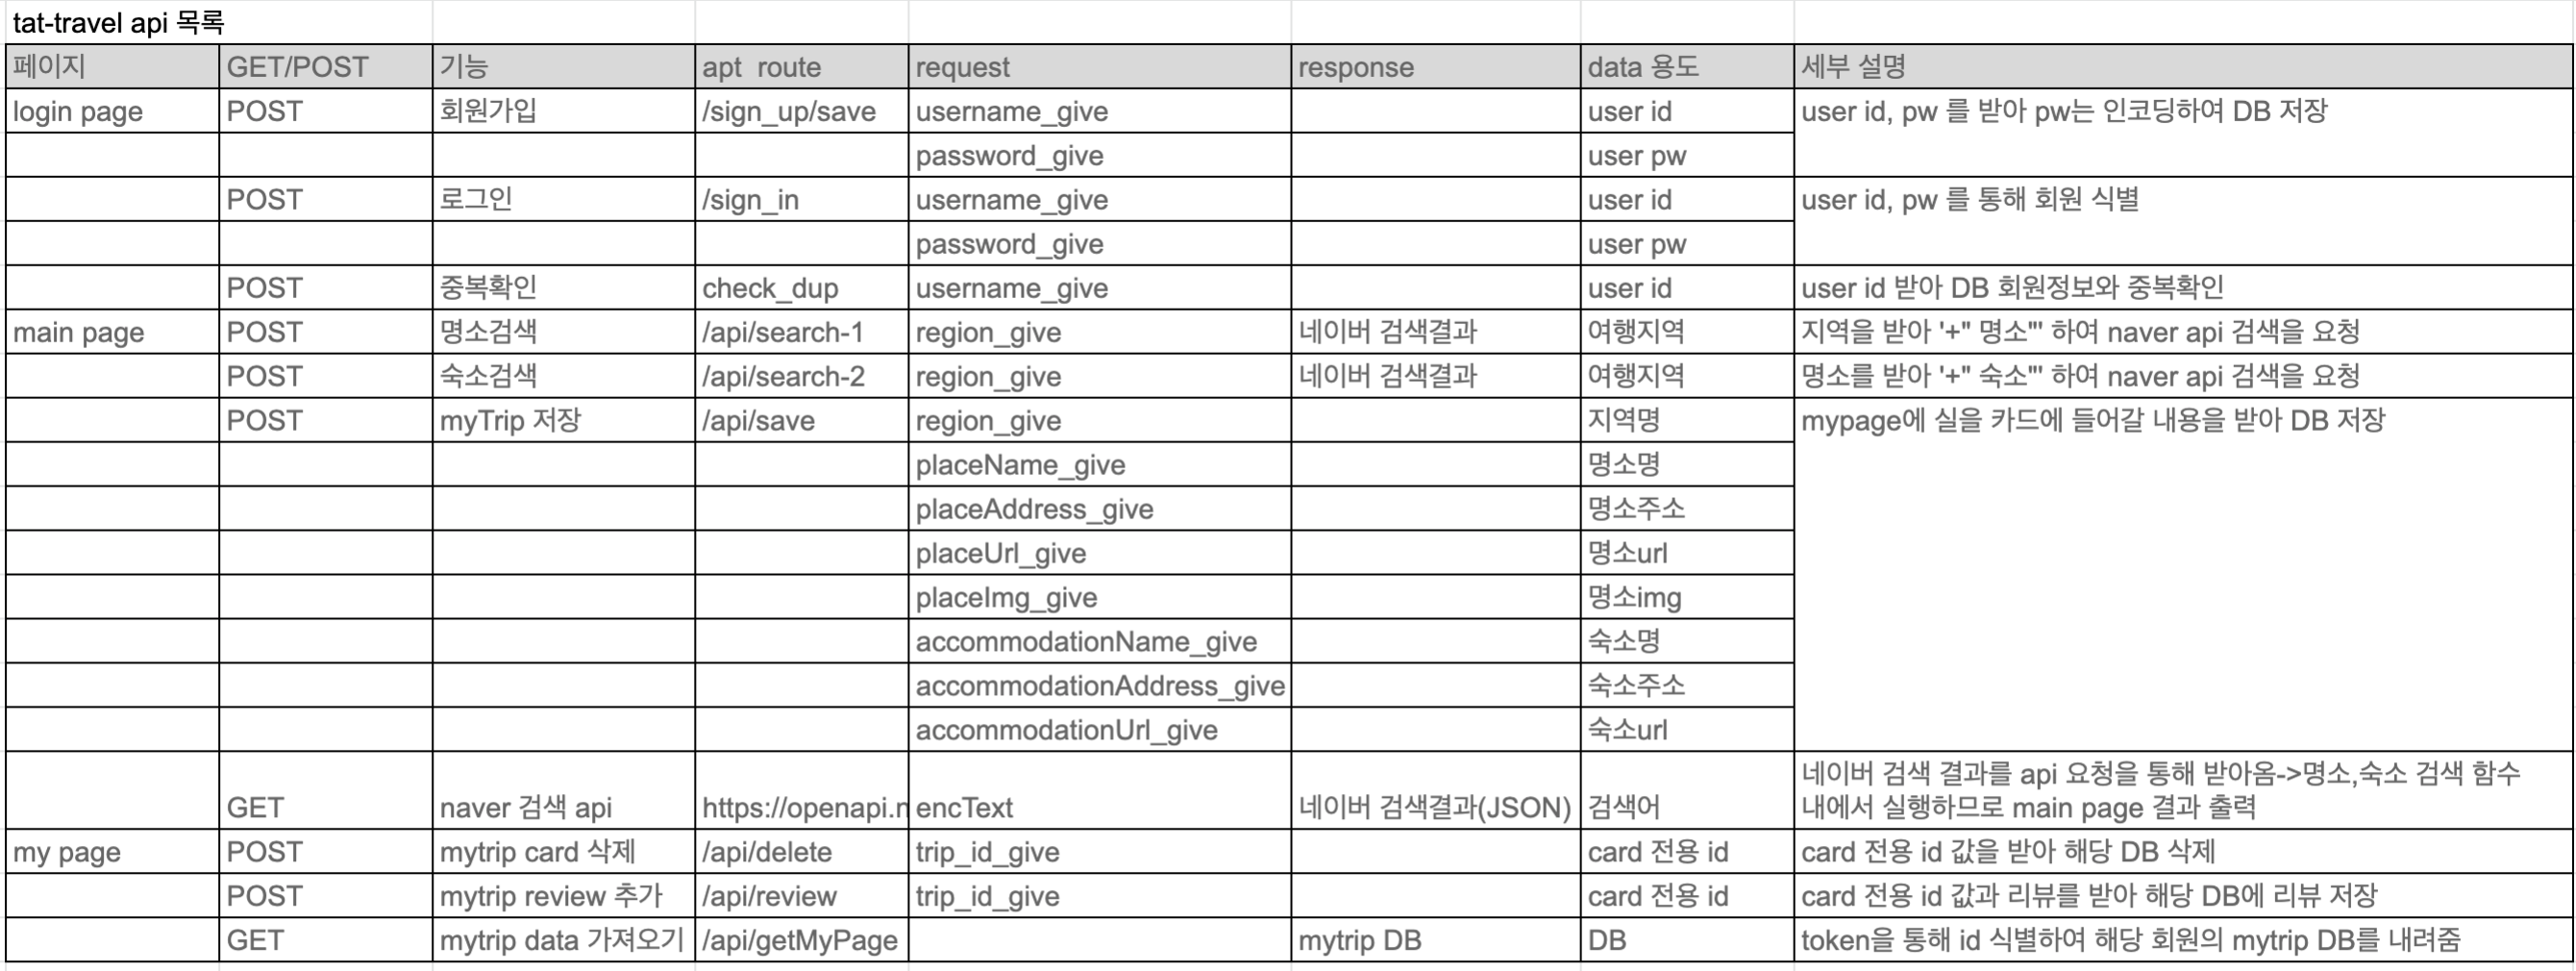 tat-travel api 목록
페이지 GET/POST 기능 apt route request response data 용도 세부 설명
login page POST 회원가입 /sign_up/save username_give user id user id, pw 를 받아 pw는 인코딩하여 DB 저장
password_give user pw
POST 로그인 /sign_in username_give user id user id, pw 를 통해 회원 식별
password_give user pw
POST 중복확인 check_dup username_give user id user id 받아 DB 회원정보와 중복확인
main page POST 명소검색 /api/search-1 region_give 네이버 검색결과 여행지역 지역을 받아 '+" 명소"' 하여 naver api 검색을 요청
POST 숙소검색 /api/search-2 region_give 네이버 검색결과 여행지역 명소를 받아 '+" 숙소"' 하여 naver api 검색을 요청
POST myTrip 저장 /api/save region_give 지역명 mypage에 실을 카드에 들어갈 내용을 받아 DB 저장
placeName_give 명소명
placeAddress_give 명소주소
placeUrl_give 명소url
placeImg_give 명소img
accommodationName_give 숙소명
accommodationAddress_give 숙소주소
accommodationUrl_give 숙소url
네이버 검색 결과를 api 요청을 통해 받아옴->명소,숙소 검색 함수
GET naver 검색 api https://openapi.n encText 네이버 검색결과(JSON) 검색어 내에서 실행하므로 main page 결과 출력
my page POST mytrip card 삭제 /api/delete trip_id_give card 전용 id card 전용 id 값을 받아 해당 DB 삭제
POST mytrip review 추가 /api/review trip_id_give card 전용 id card 전용 id 값과 리뷰를 받아 해당 DB에 리뷰 저장
GET mytrip data 가져오기 /api/getMyPage mytrip DB DB token을 통해 id 식별하여 해당 회원의 mytrip DB를 내려줌